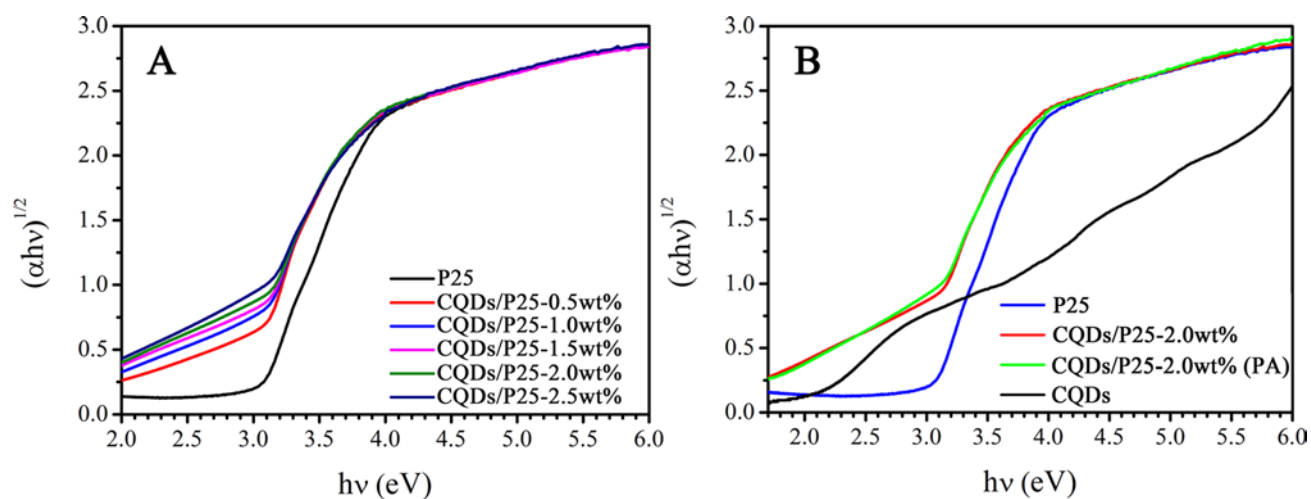 A
3.0
2.5
2.0
1.5
1.0
0.5
0.0
(αhν)1/2
P25
CQDs/P25-0.5wt%
CQDs/P25-1.0wt%
CQDs/P25-1.5wt%
CQDs/P25-2.0wt%
CQDs/P25-2.5wt%
2.0 2.5 3.0 3.5 4.0 4.5 5.0 5.5 6.0
hν (eV)
B
3.0
2.5
2.0
1.5
1.0
0.5
0.0
(αhν)1/2
P25
CQDs/P25-2.0wt%
CQDs/P25-2.0wt% (PA)
CQDs
2.0 2.5 3.0 3.5 4.0 4.5 5.0 5.5 6.0
hν (eV)